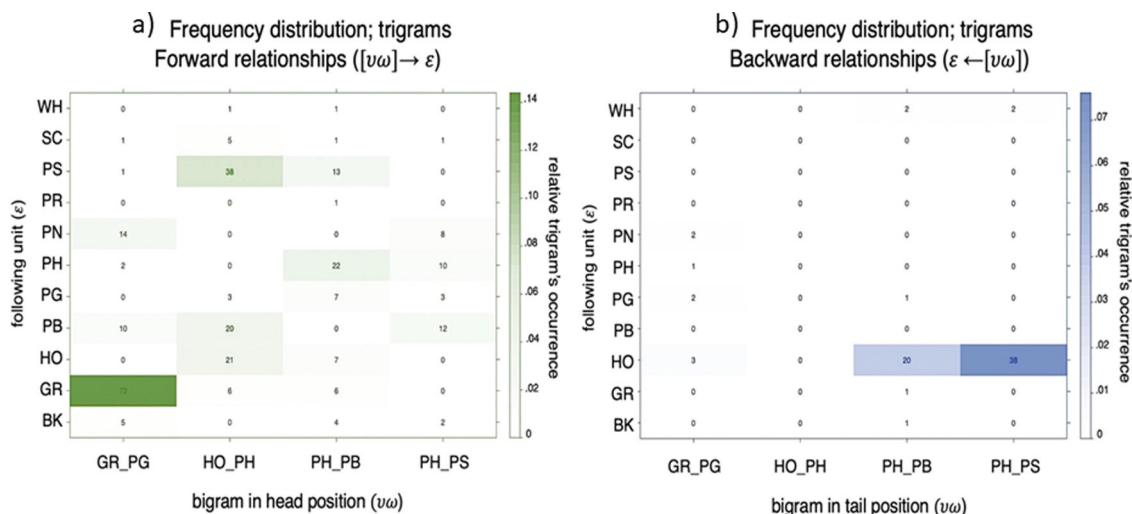 a) Frequency distribution; trigrams
Forward relationships ([υω]→ ε)
WH 0 1 1 0
SC 1 5 1 1
PS 1 38 13 0
PR 0 0 1 0
PN 14 0 0 8
PH 2 0 22 10
PG 0 3 7 3
PB 10 20 0 12
HO 0 21 7 0
GR 72 6 6 0
BK 5 0 4 2
GR_PG HO_PH PH_PB PH_PS
following unit (ε)
bigram in head position (υω)
.14
.12
.10
.08
.06
.04
.02
0
relative trigram's occurrence
b) Frequency distribution; trigrams
Backward relationships (ε ←[υω])
WH 0 0 2 2
SC 0 0 0 0
PS 0 0 0 0
PR 0 0 0 0
PN 2 0 0 0
PH 1 0 0 0
PG 2 0 1 0
PB 0 0 0 0
HO 3 0 20 38
GR 0 0 1 0
BK 0 0 1 0
GR_PG HO_PH PH_PB PH_PS
following unit (ε)
bigram in tail position (υω)
.07
.06
.05
.04
.03
.02
.01
0
relative trigram's occurrence